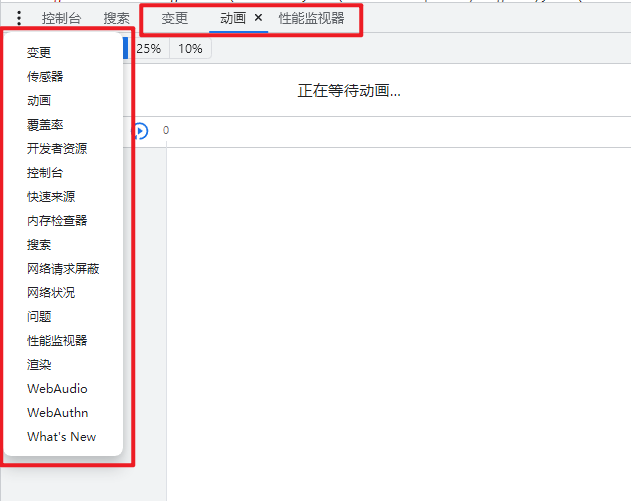 控制台 搜索 变更 动画 × 性能监视器
25% 10%
正在等待动画...
0
变更
传感器
动画
覆盖率
开发者资源
控制台
快速来源
内存检查器
搜索
网络请求屏蔽
网络状况
问题
性能监视器
渲染
WebAudio
WebAuthn
What's New